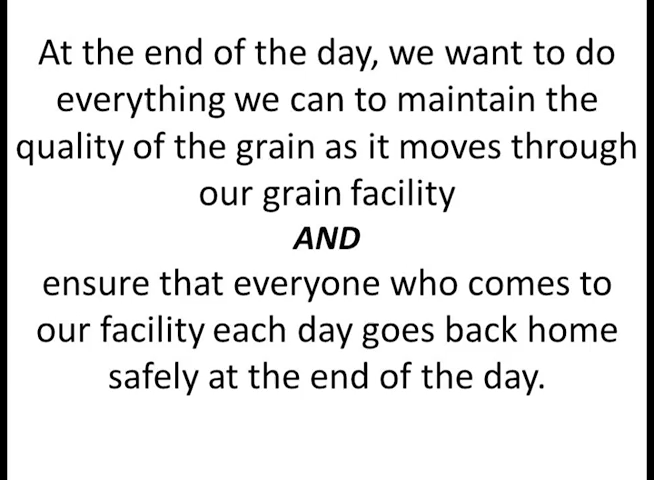 At the end of the day, we want to do
everything we can to maintain the
quality of the grain as it moves through
our grain facility
AND
ensure that everyone who comes to
our facility each day goes back home
safely at the end of the day.